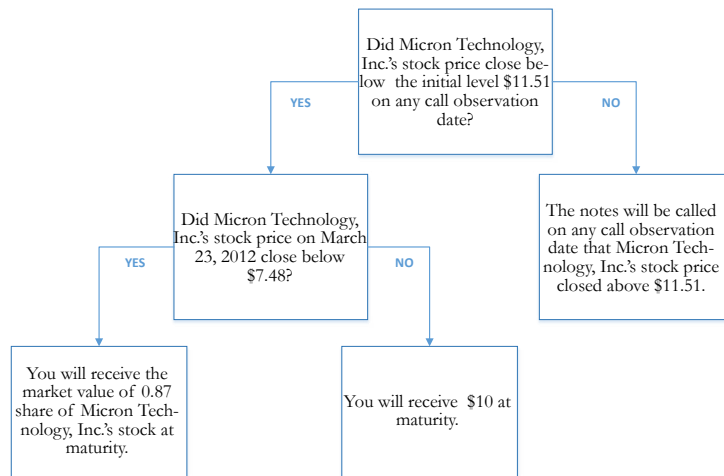 Did Micron Technology,
Inc.'s stock price close be-
low the initial level $11.51
on any call observation
date?
YES
NO
Did Micron Technology,
Inc.'s stock price on March
23, 2012 close below
$7.48?
The notes will be called
on any call observation
date that Micron Tech-
nology, Inc.'s stock price
closed above $11.51.
YES
NO
You will receive the
market value of 0.87
share of Micron Tech-
nology, Inc.'s stock at
maturity.
You will receive $10 at
maturity.